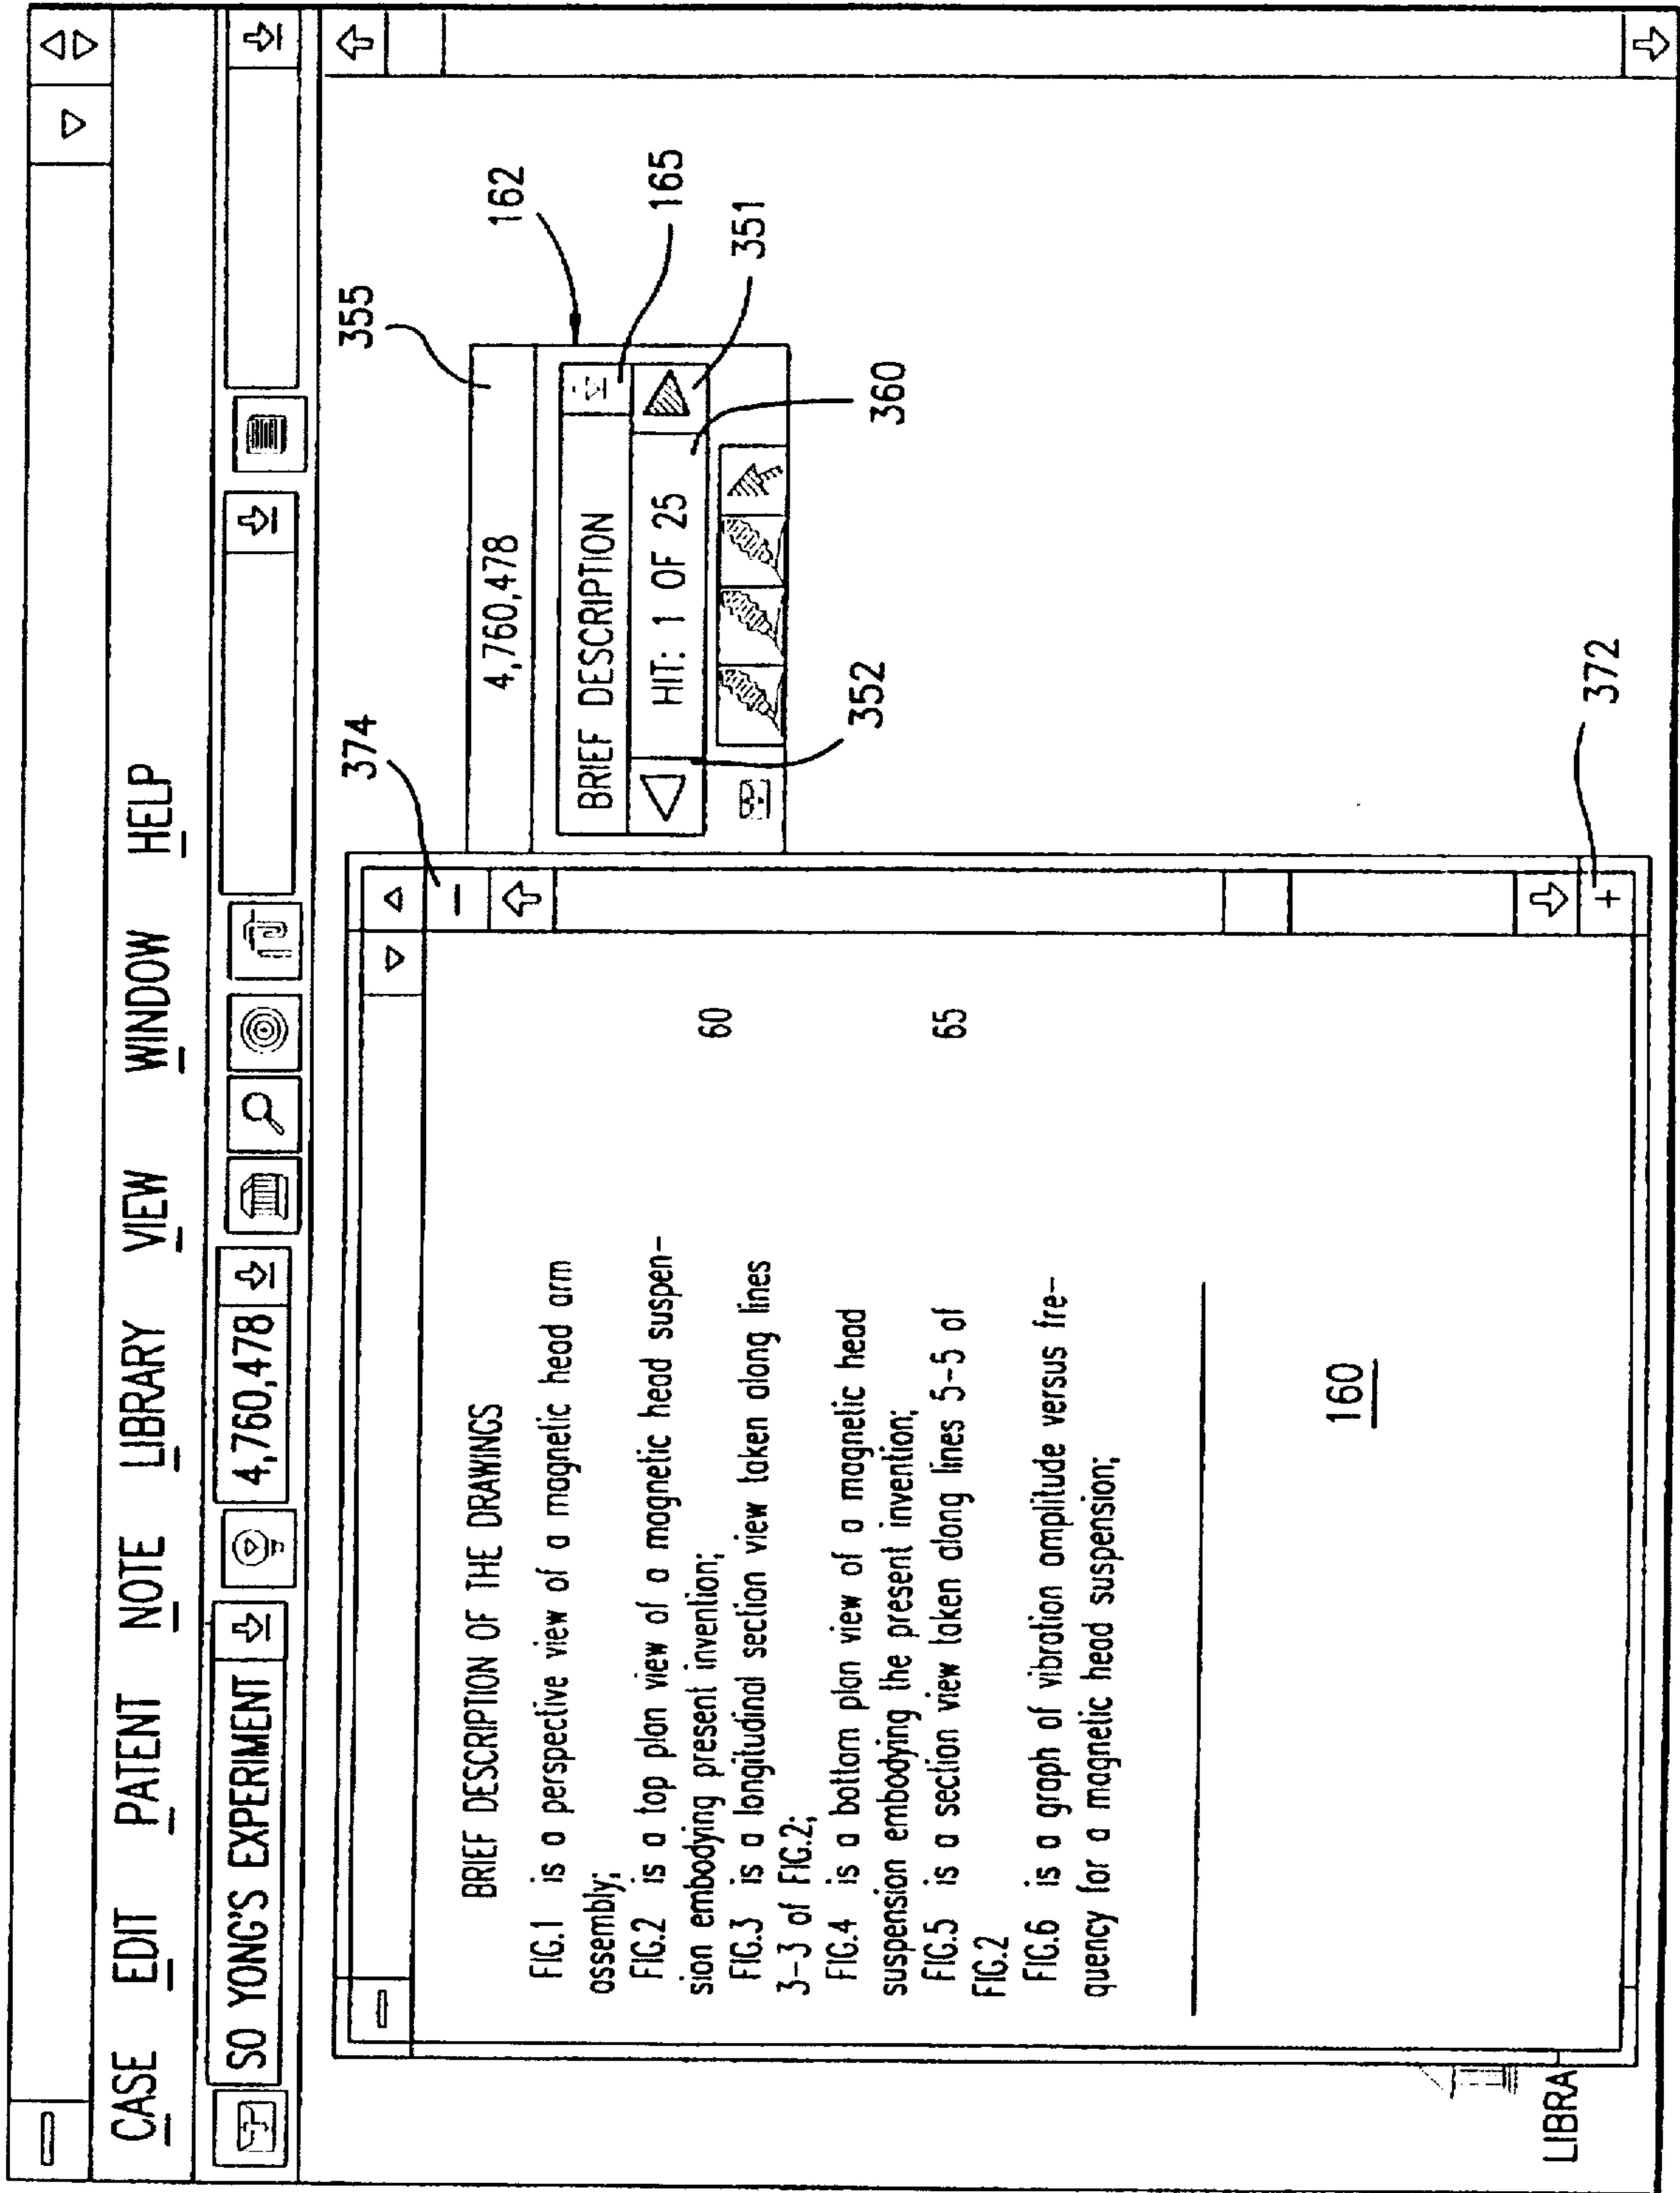 CASE EDIT PATENT NOTE LIBRARY VIEW WINDOW HELP
SO YONG'S EXPERIMENT 4,760,478
374
355
162
4,760,478
BRIEF DESCRIPTION
165
HIT: 1 OF 25
351
352
360
BRIEF DESCRIPTION OF THE DRAWINGS
FIG.1 is a perspective view of a magnetic head arm
assembly;
FIG.2 is a top plan view of a magnetic head suspen-
sion embodying present invention; 60
FIG.3 is a longitudinal section view taken along lines
3-3 of FIG.2;
FIG.4 is a bottom plan view of a magnetic head
suspension embodying the present invention;
FIG.5 is a section view taken along lines 5-5 of 65
FIG.2
FIG.6 is a graph of vibration amplitude versus fre-
quency for a magnetic head suspension;
160
372
LIBRA